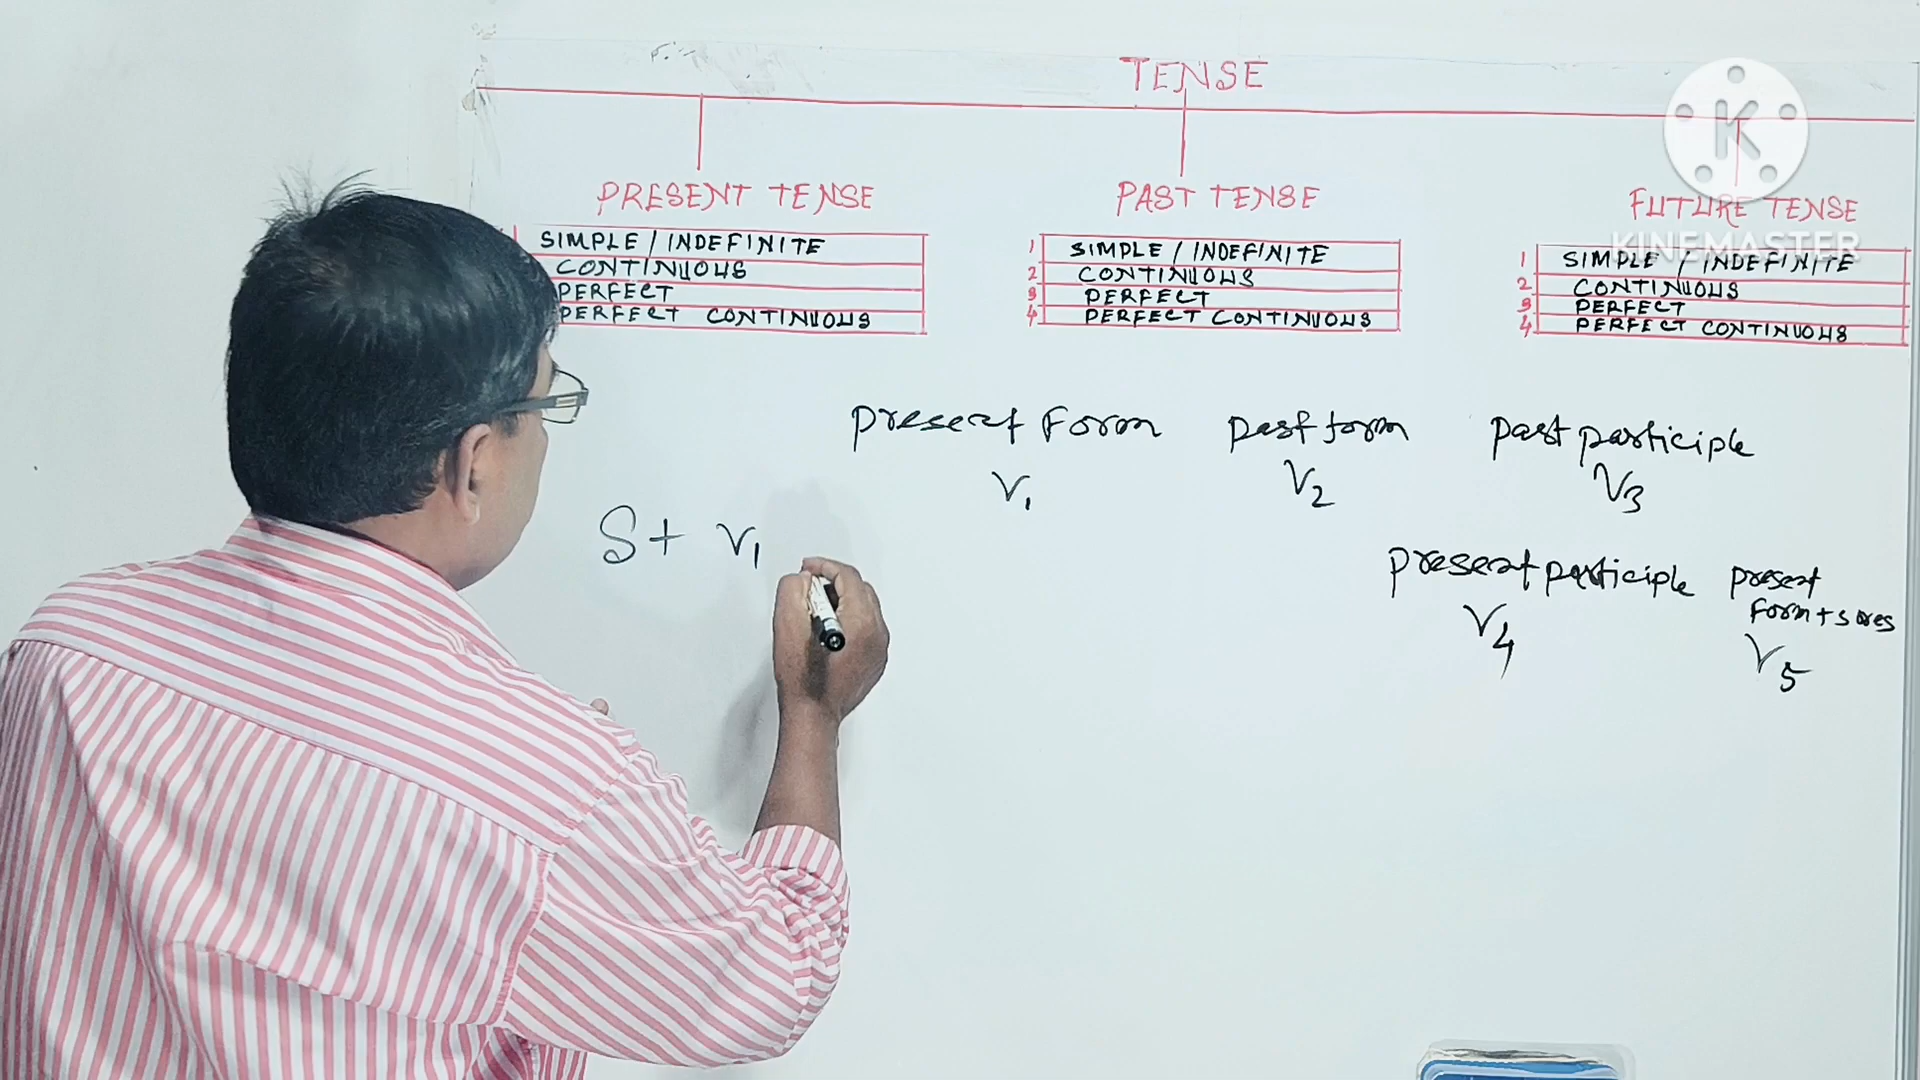 TENSE
PRESENT TENSE
SIMPLE / INDEFINITE
CONTINUOUS
PERFECT
PERFECT CONTINUOUS
PAST TENSE
1 SIMPLE / INDEFINITE
2 CONTINUOUS
3 PERFECT
4 PERFECT CONTINUOUS
FUTURE TENSE
1 SIMPLE / INDEFINITE
2 CONTINUOUS
3 PERFECT
4 PERFECT CONTINUOUS
K
KINEMASTER
present Form past form past participle
V1 V2 V3
S + V1
present participle present
Form + s or es
V4 V5